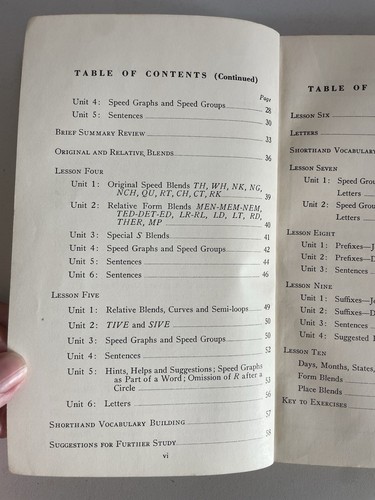 TABLE OF CONTENTS (Continued)
Page
Unit 4: Speed Graphs and Speed Groups 28
Unit 5: Sentences 30
BRIEF SUMMARY REVIEW 33
ORIGINAL AND RELATIVE BLENDS 36
LESSON FOUR
Unit 1: Original Speed Blends TH, WH, NK, NG,
NCH, QU, RT, CH, CT, RK 39
Unit 2: Relative Form Blends MEN-MEM-NEM,
TED-DET-ED, LR-RL, LD, LT, RD,
THER, MP 40
Unit 3: Special S Blends 41
Unit 4: Speed Graphs and Speed Groups 42
Unit 5: Sentences 44
Unit 6: Sentences 46
LESSON FIVE
Unit 1: Relative Blends, Curves and Semi-loops 49
Unit 2: TIVE and SIVE 50
Unit 3: Speed Graphs and Speed Groups 50
Unit 4: Sentences 52
Unit 5: Hints, Helps and Suggestions; Speed Graphs
as Part of a Word; Omission of R after a
Circle 53
Unit 6: Letters 56
SHORTHAND VOCABULARY BUILDING 57
SUGGESTIONS FOR FURTHER STUDY 58
vi
TABLE OF
LESSON SIX
LETTERS
SHORTHAND VOCABULARY
LESSON SEVEN
Unit 1: Speed Grou
Letters
Unit 2: Speed Gro
Letters
LESSON EIGHT
Unit 1: Prefixes—J
Unit 2: Prefixes—D
Unit 3: Sentences
LESSON NINE
Unit 1: Suffixes—J
Unit 2: Suffixes—D
Unit 3: Sentences
Unit 4: Suggested
LESSON TEN
Days, Months, States,
Form Blends
Place Blends
KEY TO EXERCISES